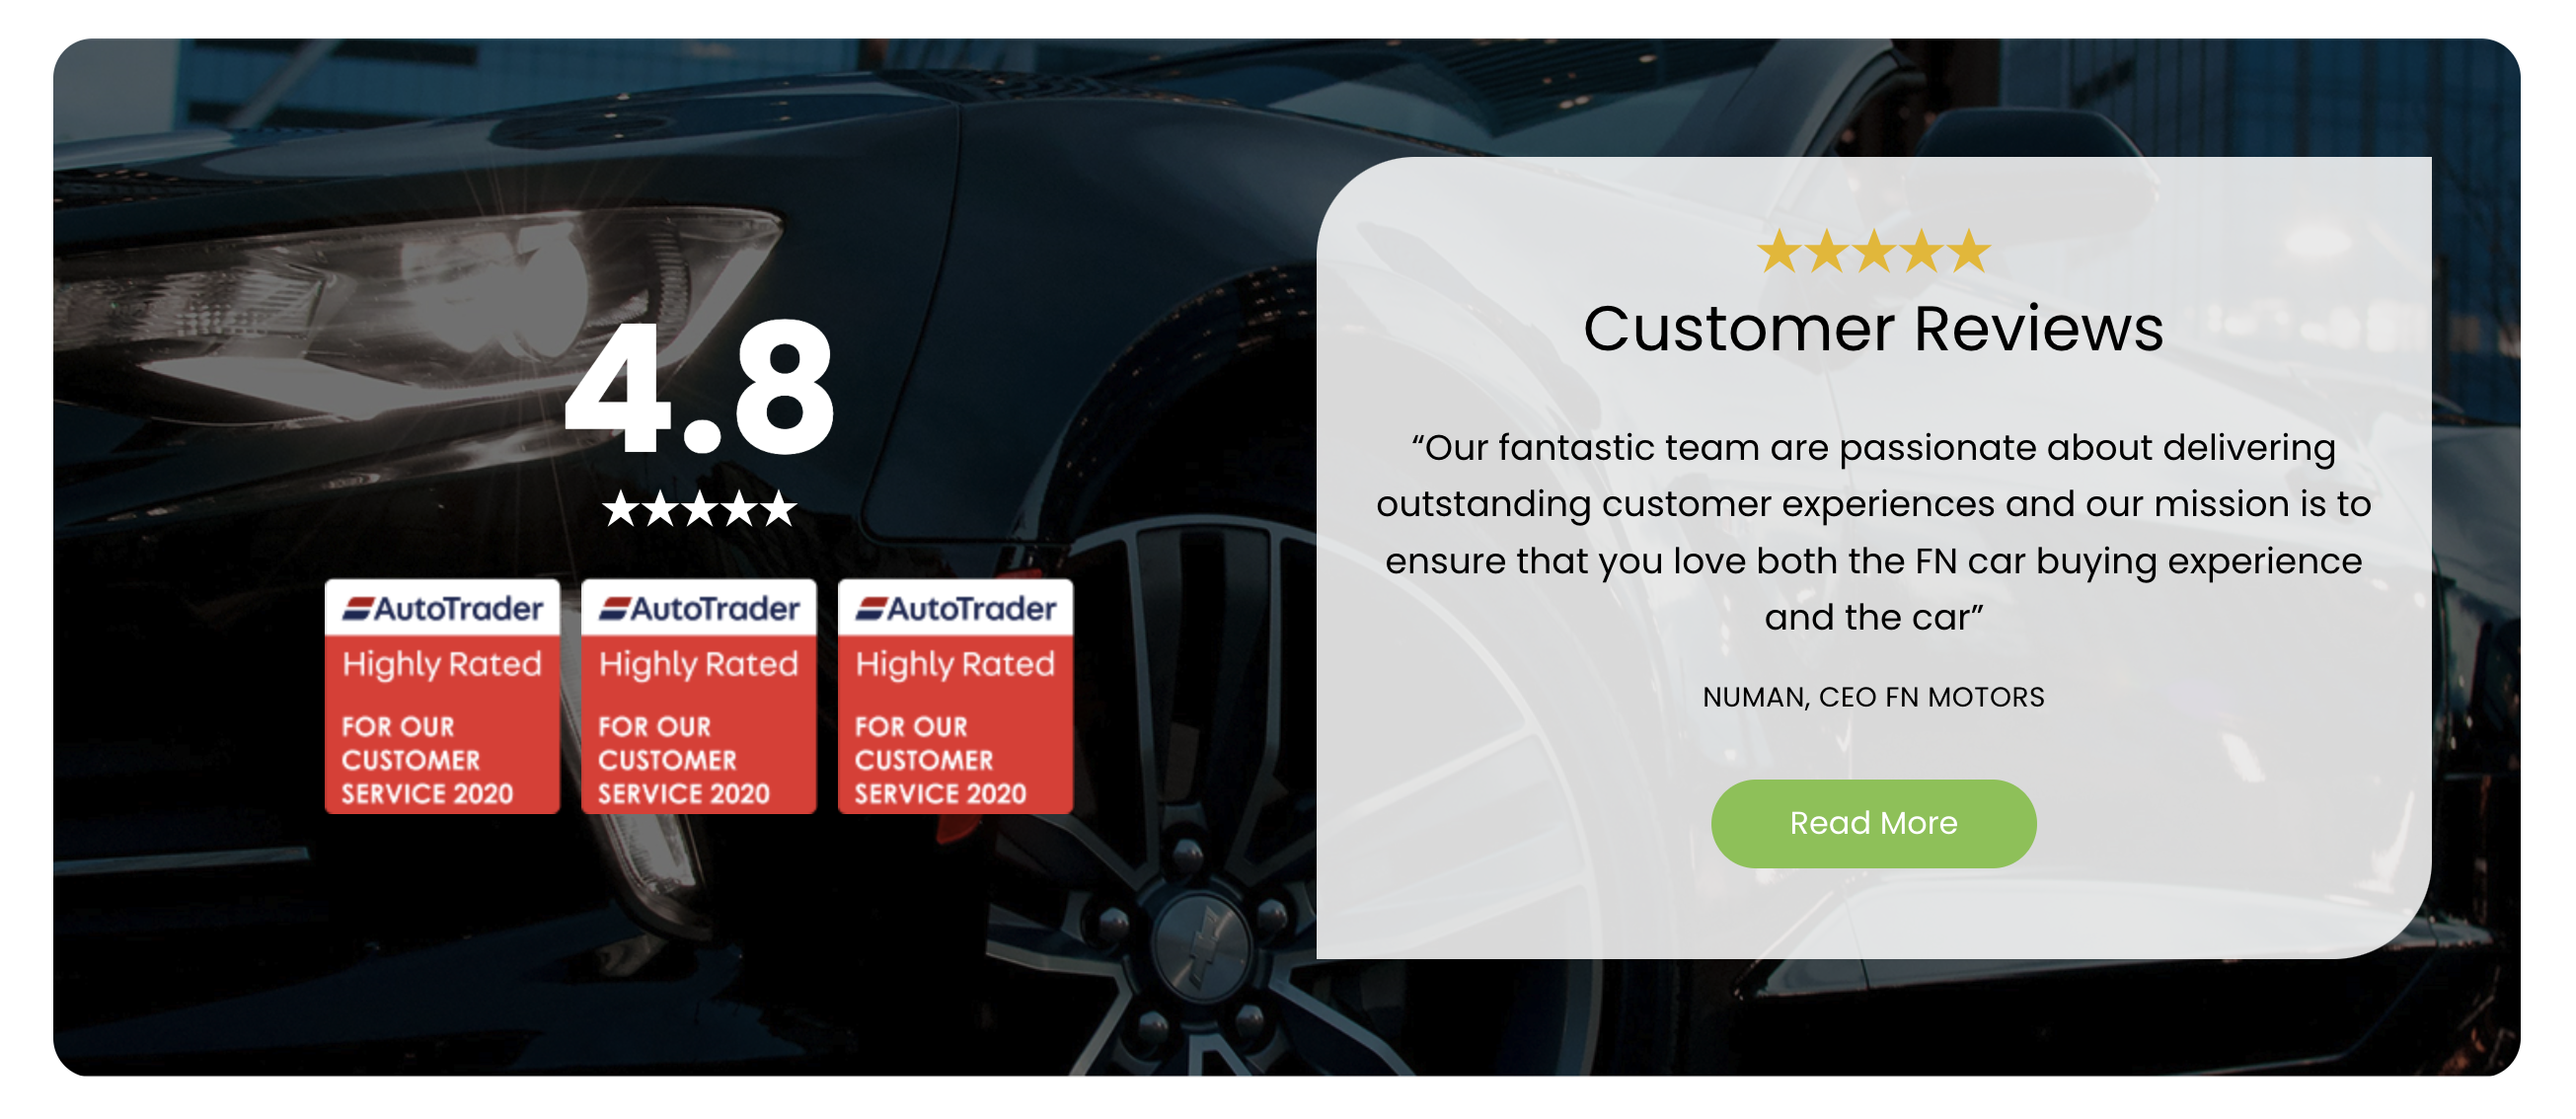 4.8
AutoTrader
Highly Rated
FOR OUR
CUSTOMER
SERVICE 2020
AutoTrader
Highly Rated
FOR OUR
CUSTOMER
SERVICE 2020
AutoTrader
Highly Rated
FOR OUR
CUSTOMER
SERVICE 2020
Customer Reviews
“Our fantastic team are passionate about delivering
outstanding customer experiences and our mission is to
ensure that you love both the FN car buying experience
and the car”
NUMAN, CEO FN MOTORS
Read More